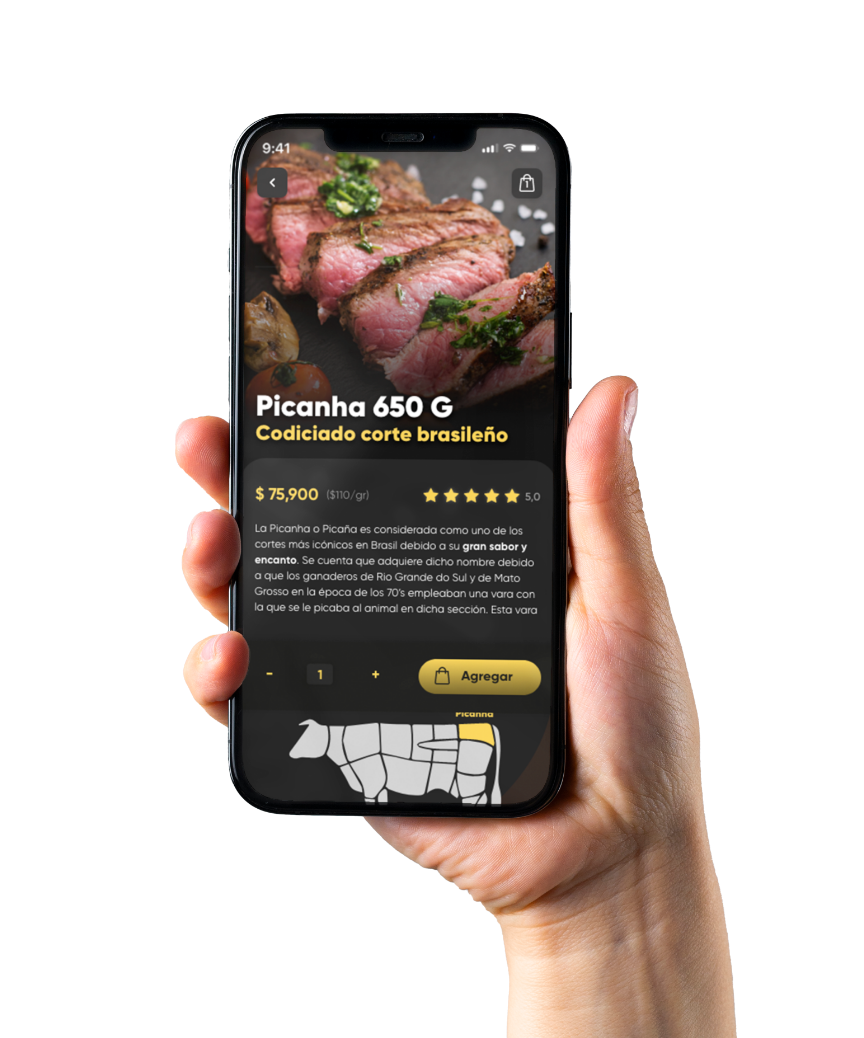 9:41
1
Picanha 650 G
Codiciado corte brasileño
$ 75,900 ($110/gr) 5,0
La Picanha o Picaña es considerada como uno de los
cortes más icónicos en Brasil debido a su gran sabor y
encanto. Se cuenta que adquiere dicho nombre debido
a que los ganaderos de Rio Grande do Sul y de Mato
Grosso en la época de los 70's empleaban una vara con
la que se le picaba al animal en dicha sección. Esta vara
- 1 + Agregar
Picanha